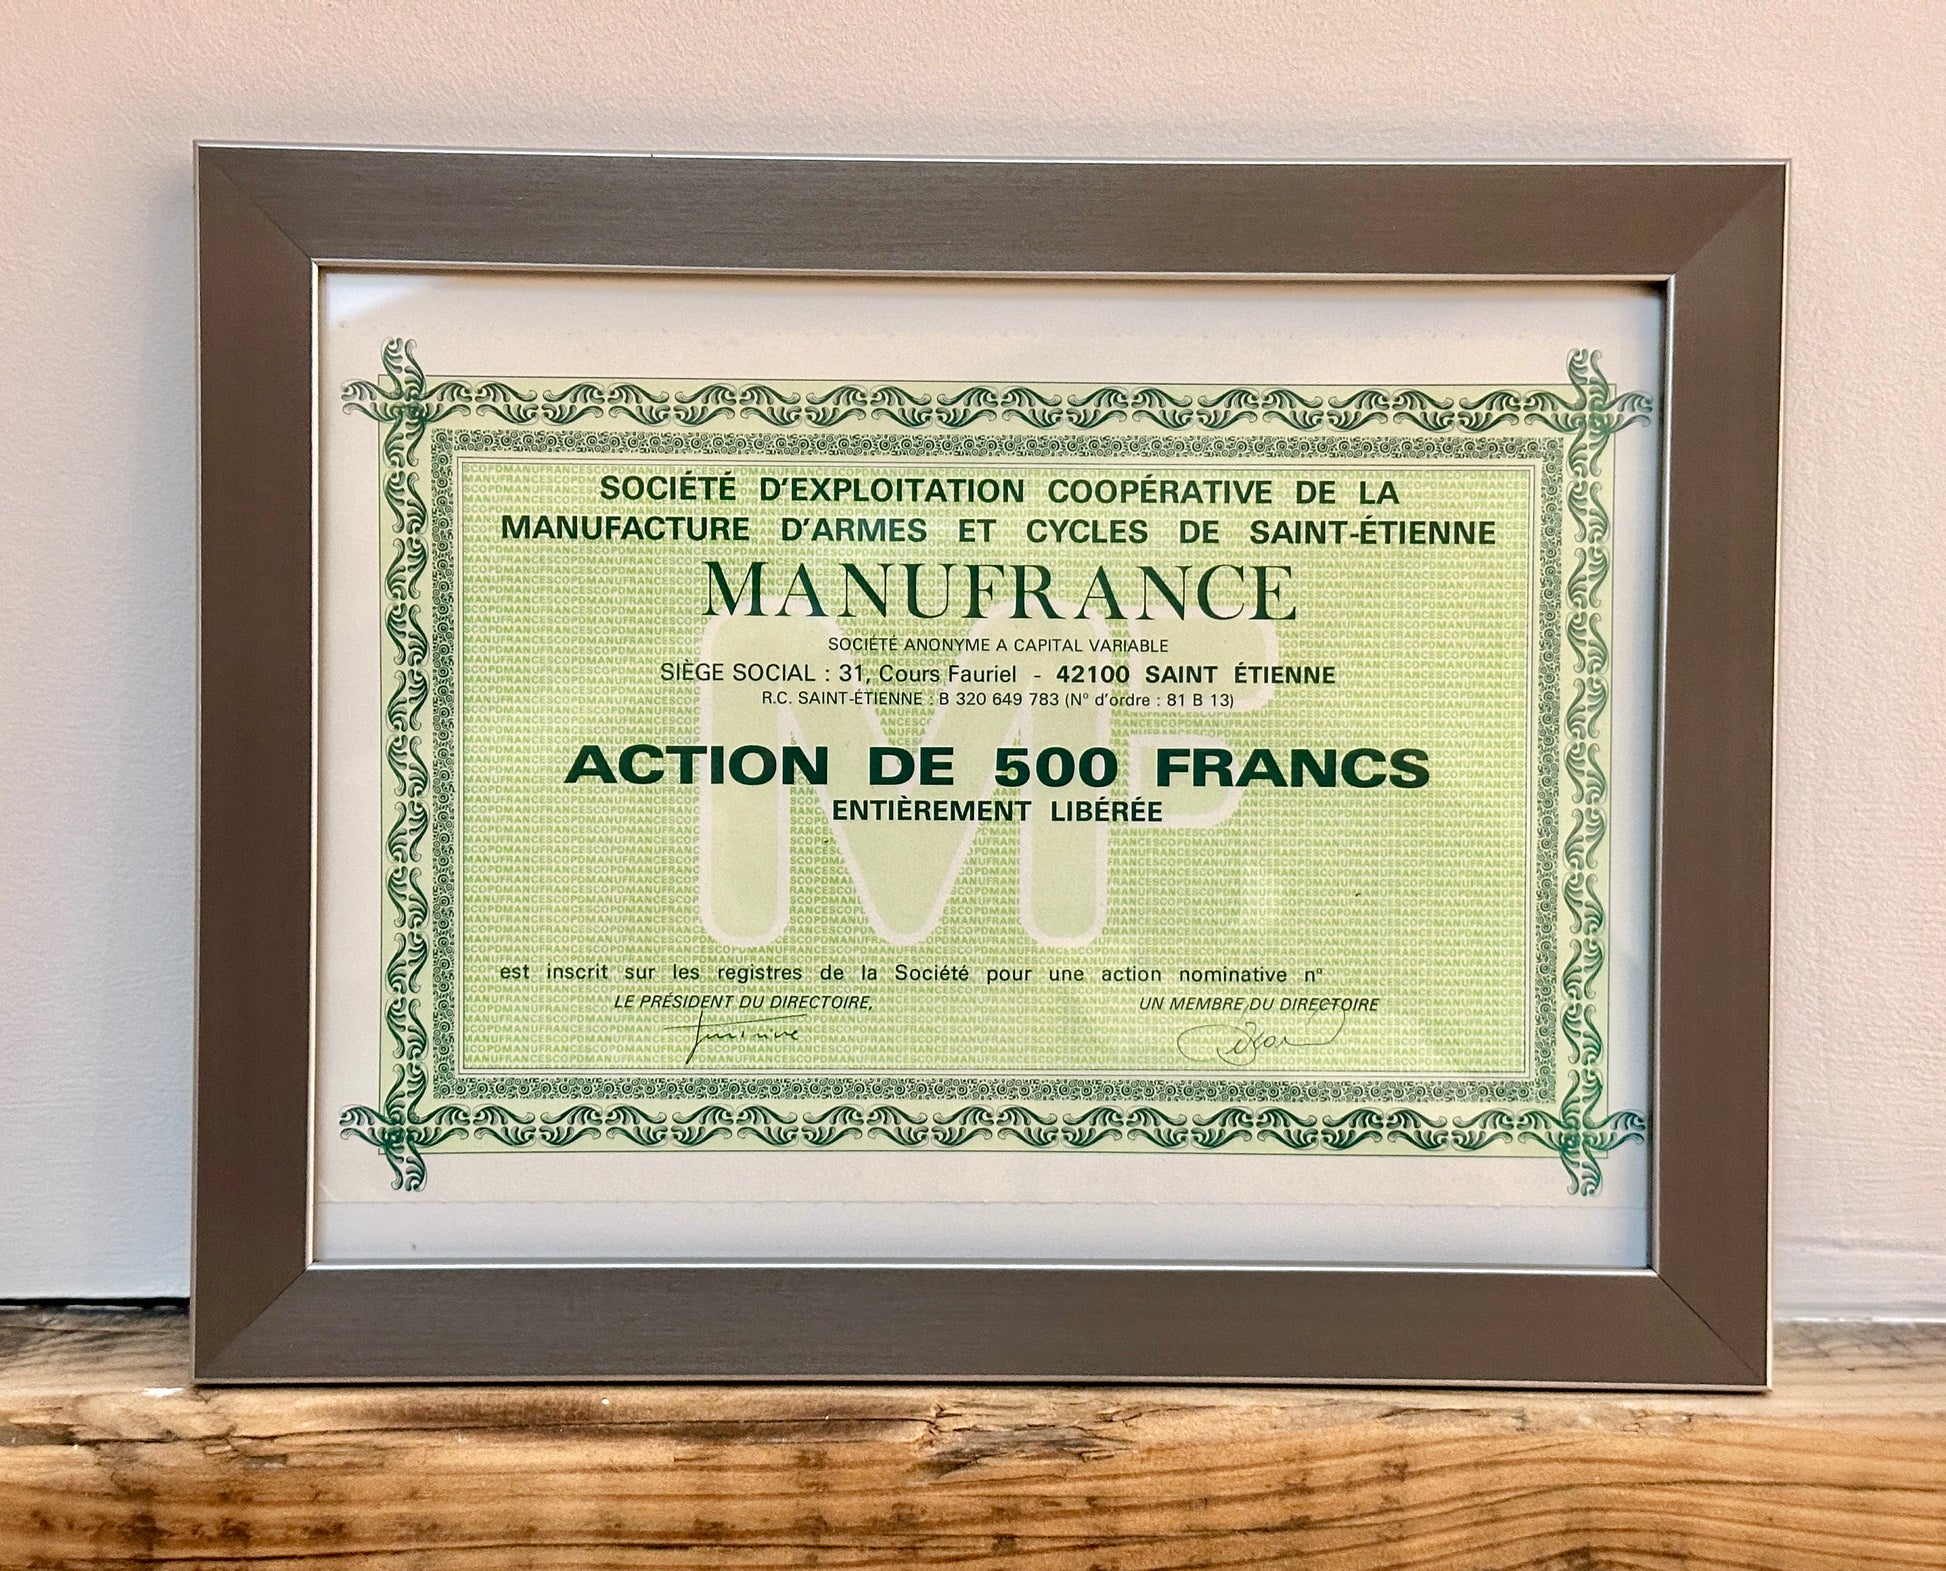 SOCIÉTÉ D'EXPLOITATION COOPÉRATIVE DE LA
MANUFACTURE D'ARMES ET CYCLES DE SAINT-ÉTIENNE
MANUFRANCE
SOCIÉTÉ ANONYME A CAPITAL VARIABLE
SIÈGE SOCIAL : 31, Cours Fauriel - 42100 SAINT ÉTIENNE
R.C. SAINT-ÉTIENNE : B 320 649 783 (N° d'ordre : 81 B 13)
MF
ACTION DE 500 FRANCS
ENTIÈREMENT LIBÉRÉE
est inscrit sur les registres de la Société pour une action nominative n°
LE PRÉSIDENT DU DIRECTOIRE, UN MEMBRE DU DIRECTOIRE